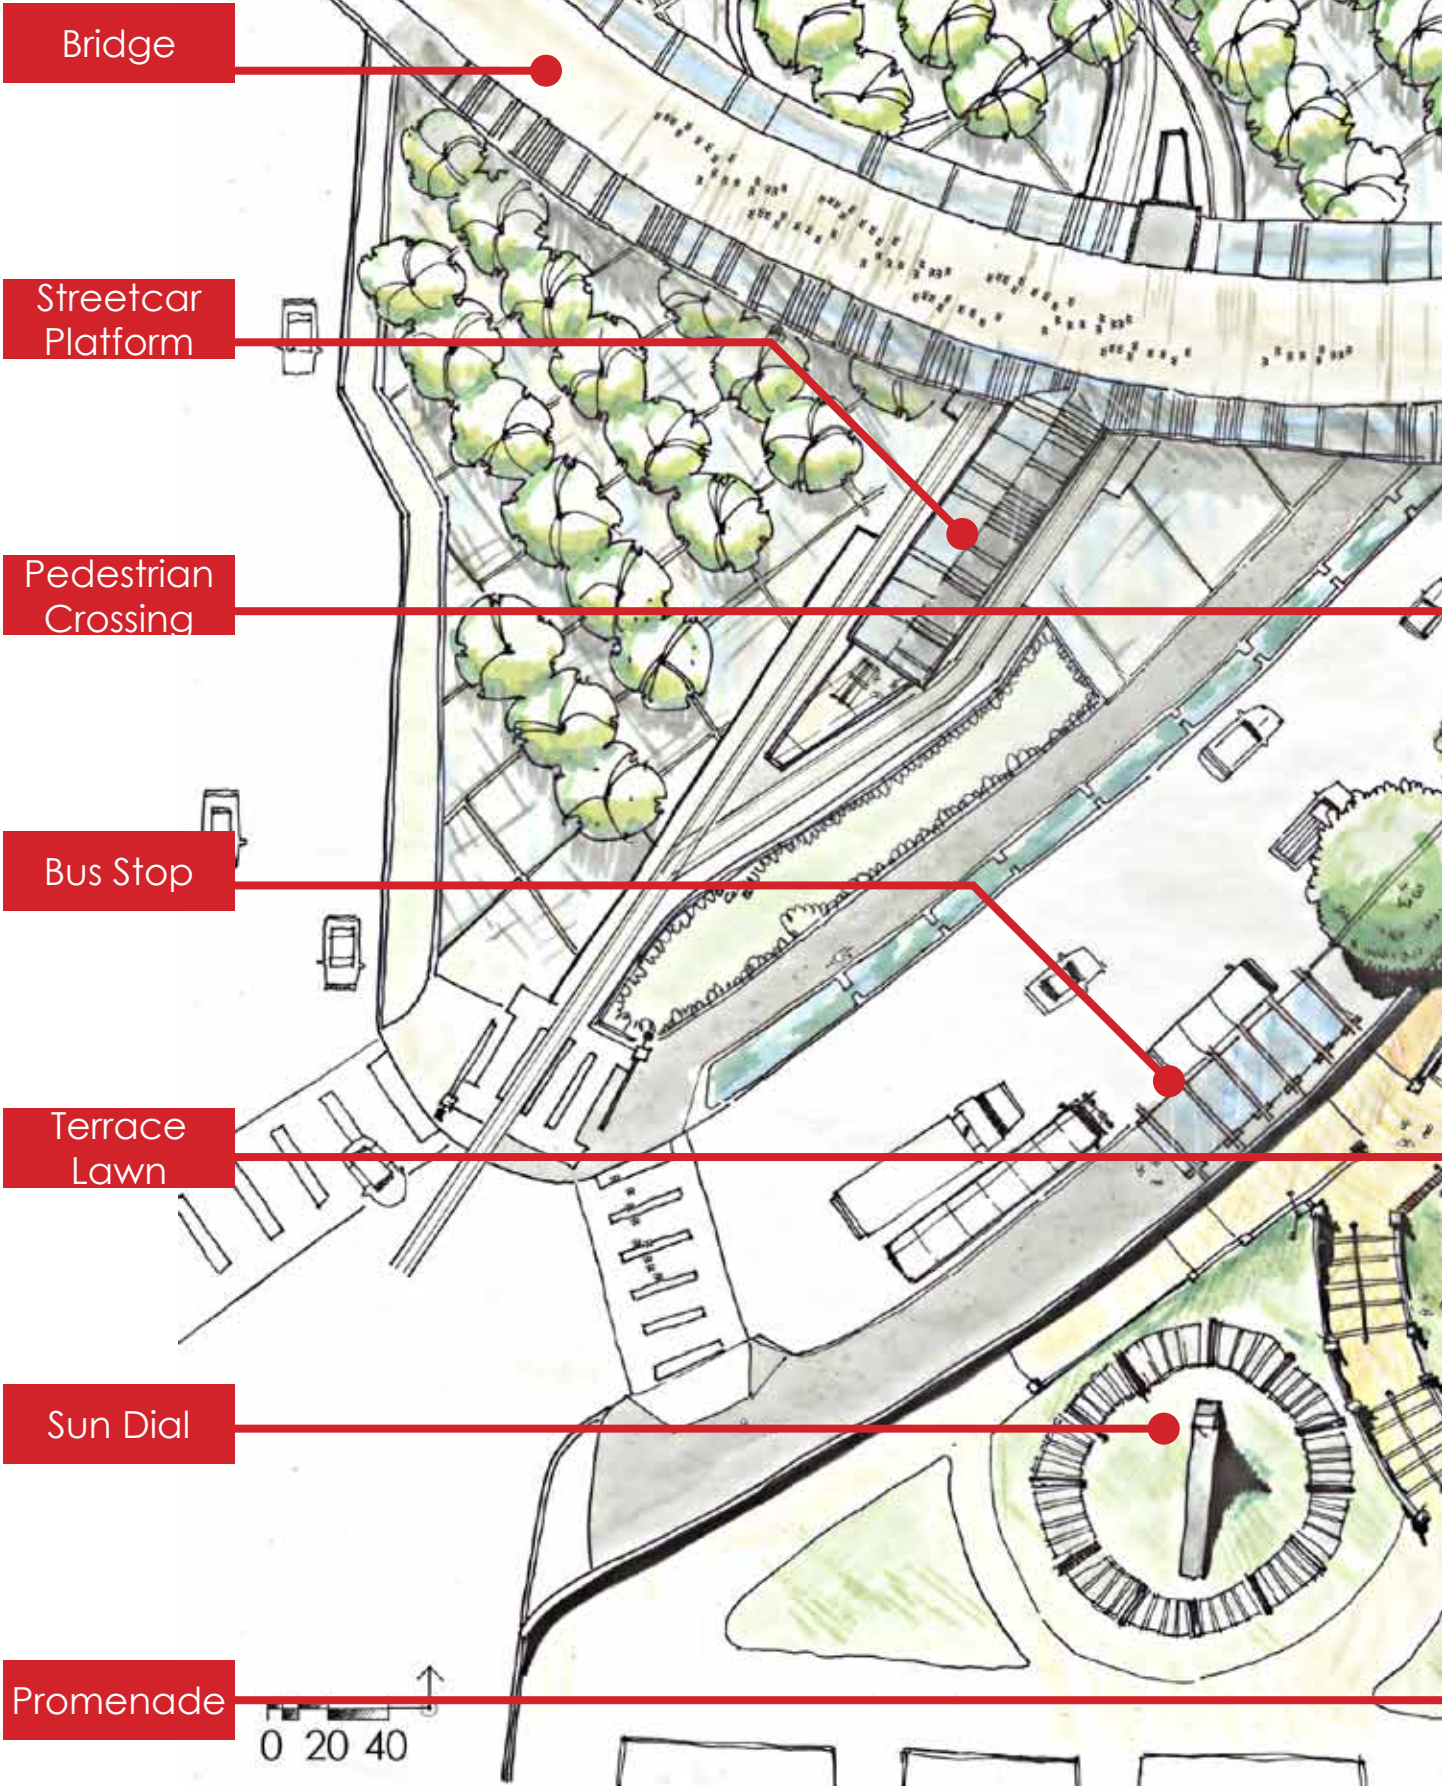 Bridge
Streetcar
Platform
Pedestrian
Crossing
Bus Stop
Terrace
Lawn
Sun Dial
Promenade
0 20 40